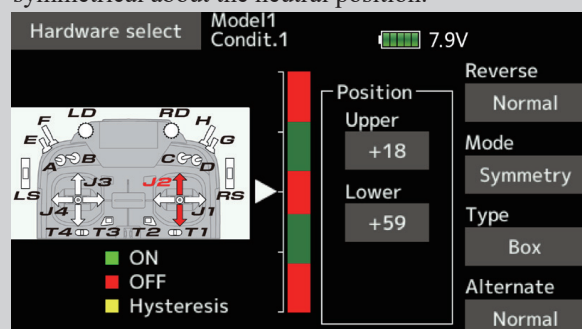 symmetrical about the neutral position.
Hardware select
Model1
Condit.1
7.9V
LD
RD
F
H
E
G
A
B
C
D
J3
J2
LS
RS
J4
J1
T4
T3
T2
T1
ON
OFF
Hysteresis
Position
Upper
+18
Lower
+59
Reverse
Normal
Mode
Symmetry
Type
Box
Alternate
Normal